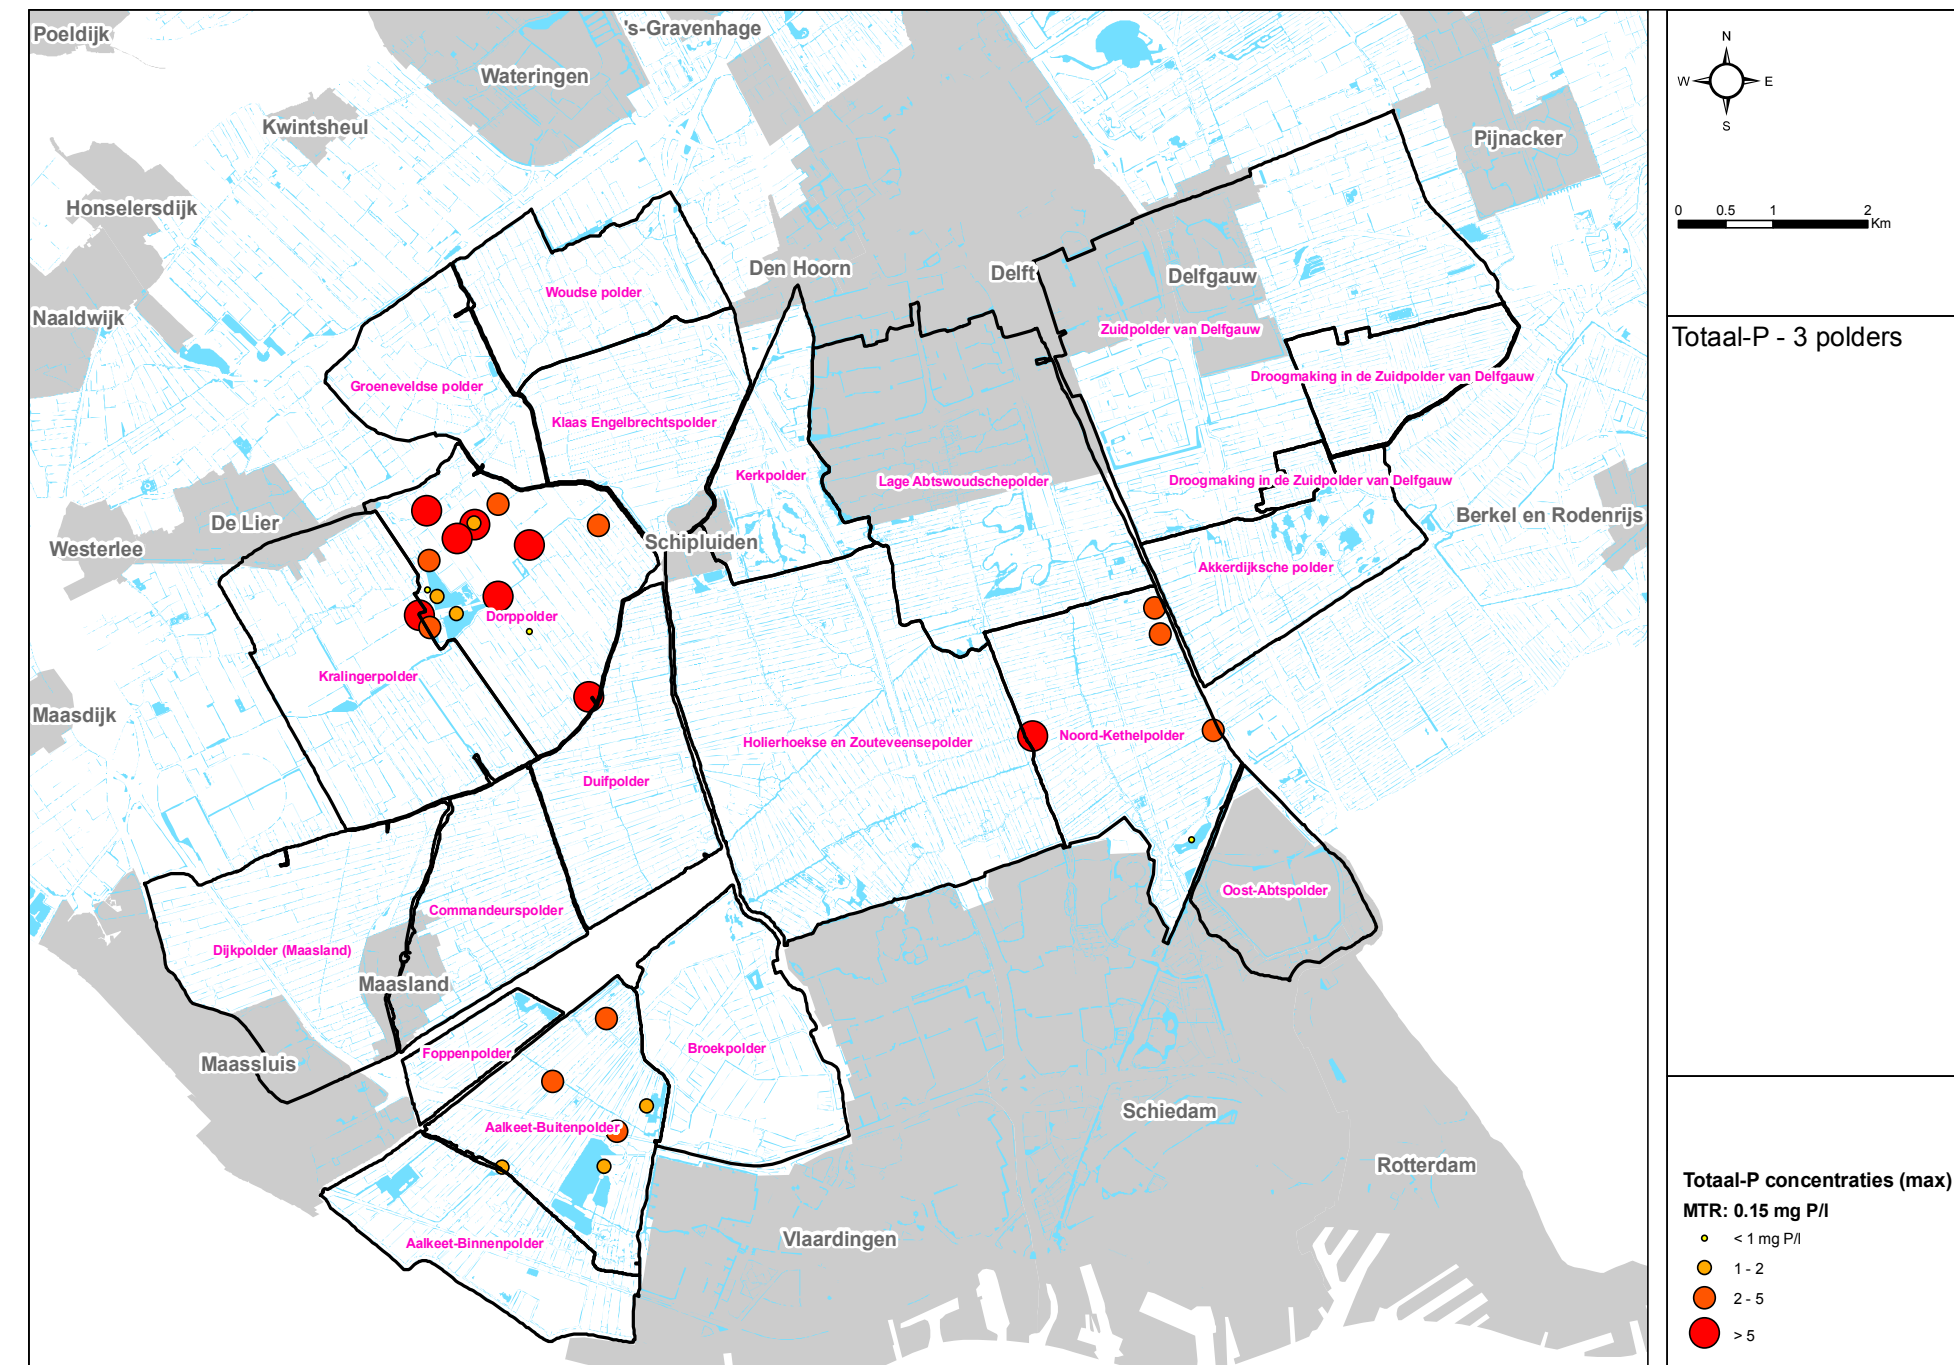 Poeldijk
's-Gravenhage
Wateringen
Kwintsheul
Pijnacker
Honselersdijk
Den Hoorn
Delft
Delfgauw
Woudse polder
Naaldwijk
Zuidpolder van Delfgauw
Groeneveldse polder
Droogmaking in de Zuidpolder van Delfgauw
Klaas Engelbrechtspolder
Kerkpolder
Lage Abtswoudschepolder
Droogmaking in de Zuidpolder van Delfgauw
De Lier
Berkel en Rodenrijs
Westerlee
Schipluiden
Akkerdijksche polder
Dorppolder
Kralingerpolder
Maasdijk
Holierhoekse en Zouteveensepolder
Noord-Kethelpolder
Duifpolder
Oost-Abtspolder
Commandeurspolder
Dijkpolder (Maasland)
Maasland
Foppenpolder
Broekpolder
Maassluis
Schiedam
Aalkeet-Buitenpolder
Rotterdam
Vlaardingen
Aalkeet-Binnenpolder
N
W E
S
0 0.5 1 2
Km
Totaal-P - 3 polders
Totaal-P concentraties (max)
MTR: 0.15 mg P/l
< 1 mg P/l
1 - 2
2 - 5
> 5